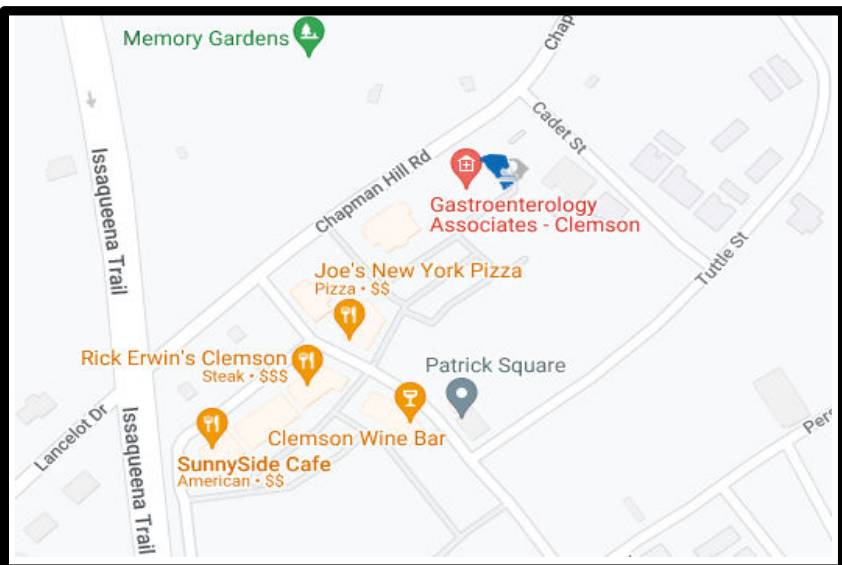 Memory Gardens
Chap
Cadet St
Issaqueena Trail
Chapman Hill Rd
Gastroenterology
Associates - Clemson
Tuttle St
Joe's New York Pizza
Pizza • $$
Rick Erwin's Clemson
Steak • $$$
Patrick Square
Lancelot Dr
Issaqueena Trail
Clemson Wine Bar
Pers
SunnySide Cafe
American • $$